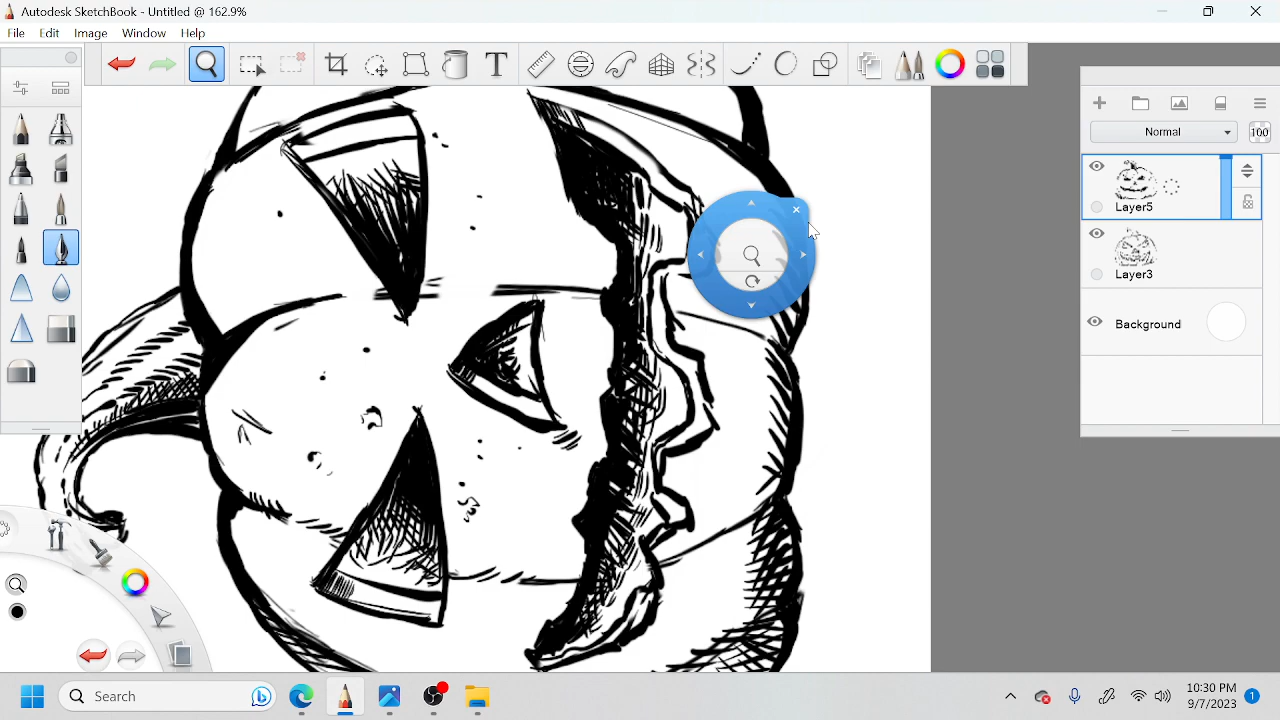 Autodesk SketchBook - Untitled @ 162.9%
File Edit Image Window Help
T
Normal 100
Layer5
Layer3
Background
Search
10:30 PM
9/7/2023
1